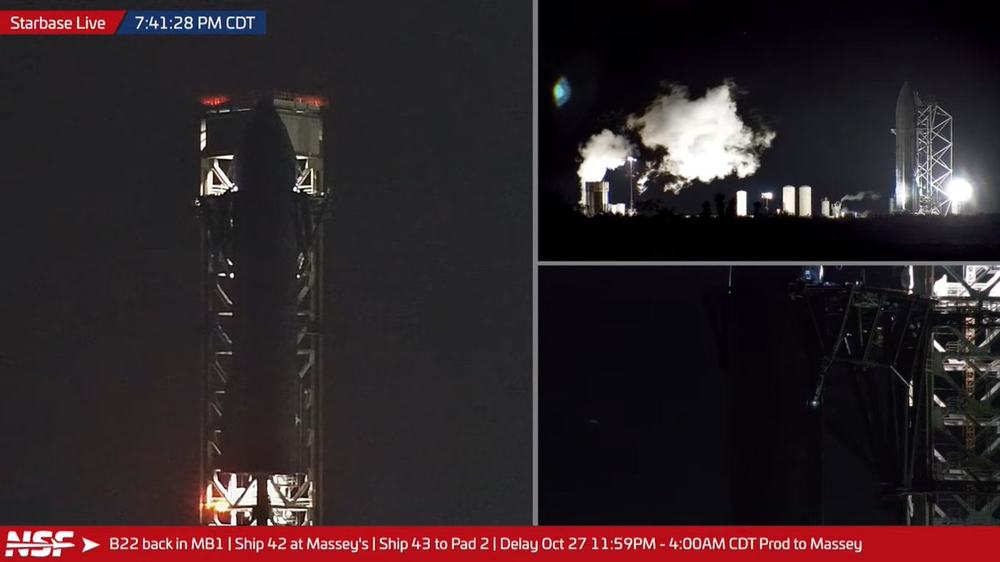 Starbase Live 7:41:28 PM CDT
NSF B22 back in MB1 | Ship 42 at Massey's | Ship 43 to Pad 2 | Delay Oct 27 11:59PM - 4:00AM CDT Prod to Massey